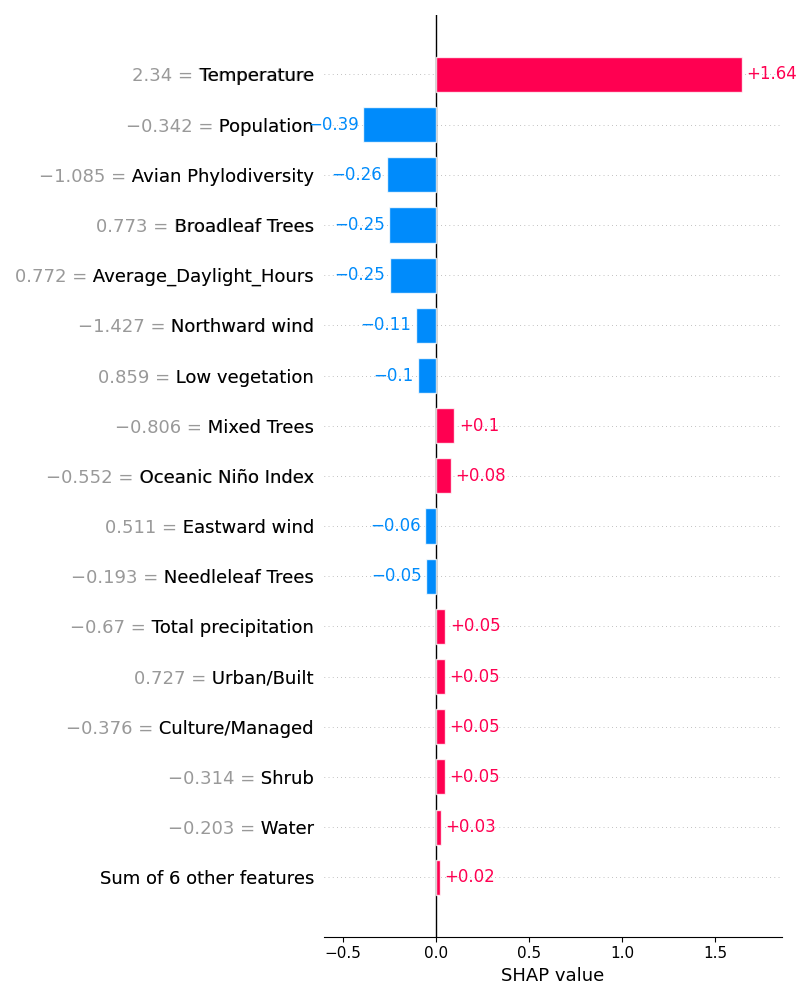 2.34 = Temperature +1.64
−0.342 = Population −0.39
−1.085 = Avian Phylodiversity −0.26
0.773 = Broadleaf Trees −0.25
0.772 = Average_Daylight_Hours −0.25
−1.427 = Northward wind −0.11
0.859 = Low vegetation −0.1
−0.806 = Mixed Trees +0.1
−0.552 = Oceanic Niño Index +0.08
0.511 = Eastward wind −0.06
−0.193 = Needleleaf Trees −0.05
−0.67 = Total precipitation +0.05
0.727 = Urban/Built +0.05
−0.376 = Culture/Managed +0.05
−0.314 = Shrub +0.05
−0.203 = Water +0.03
Sum of 6 other features +0.02
−0.5 0.0 0.5 1.0 1.5
SHAP value